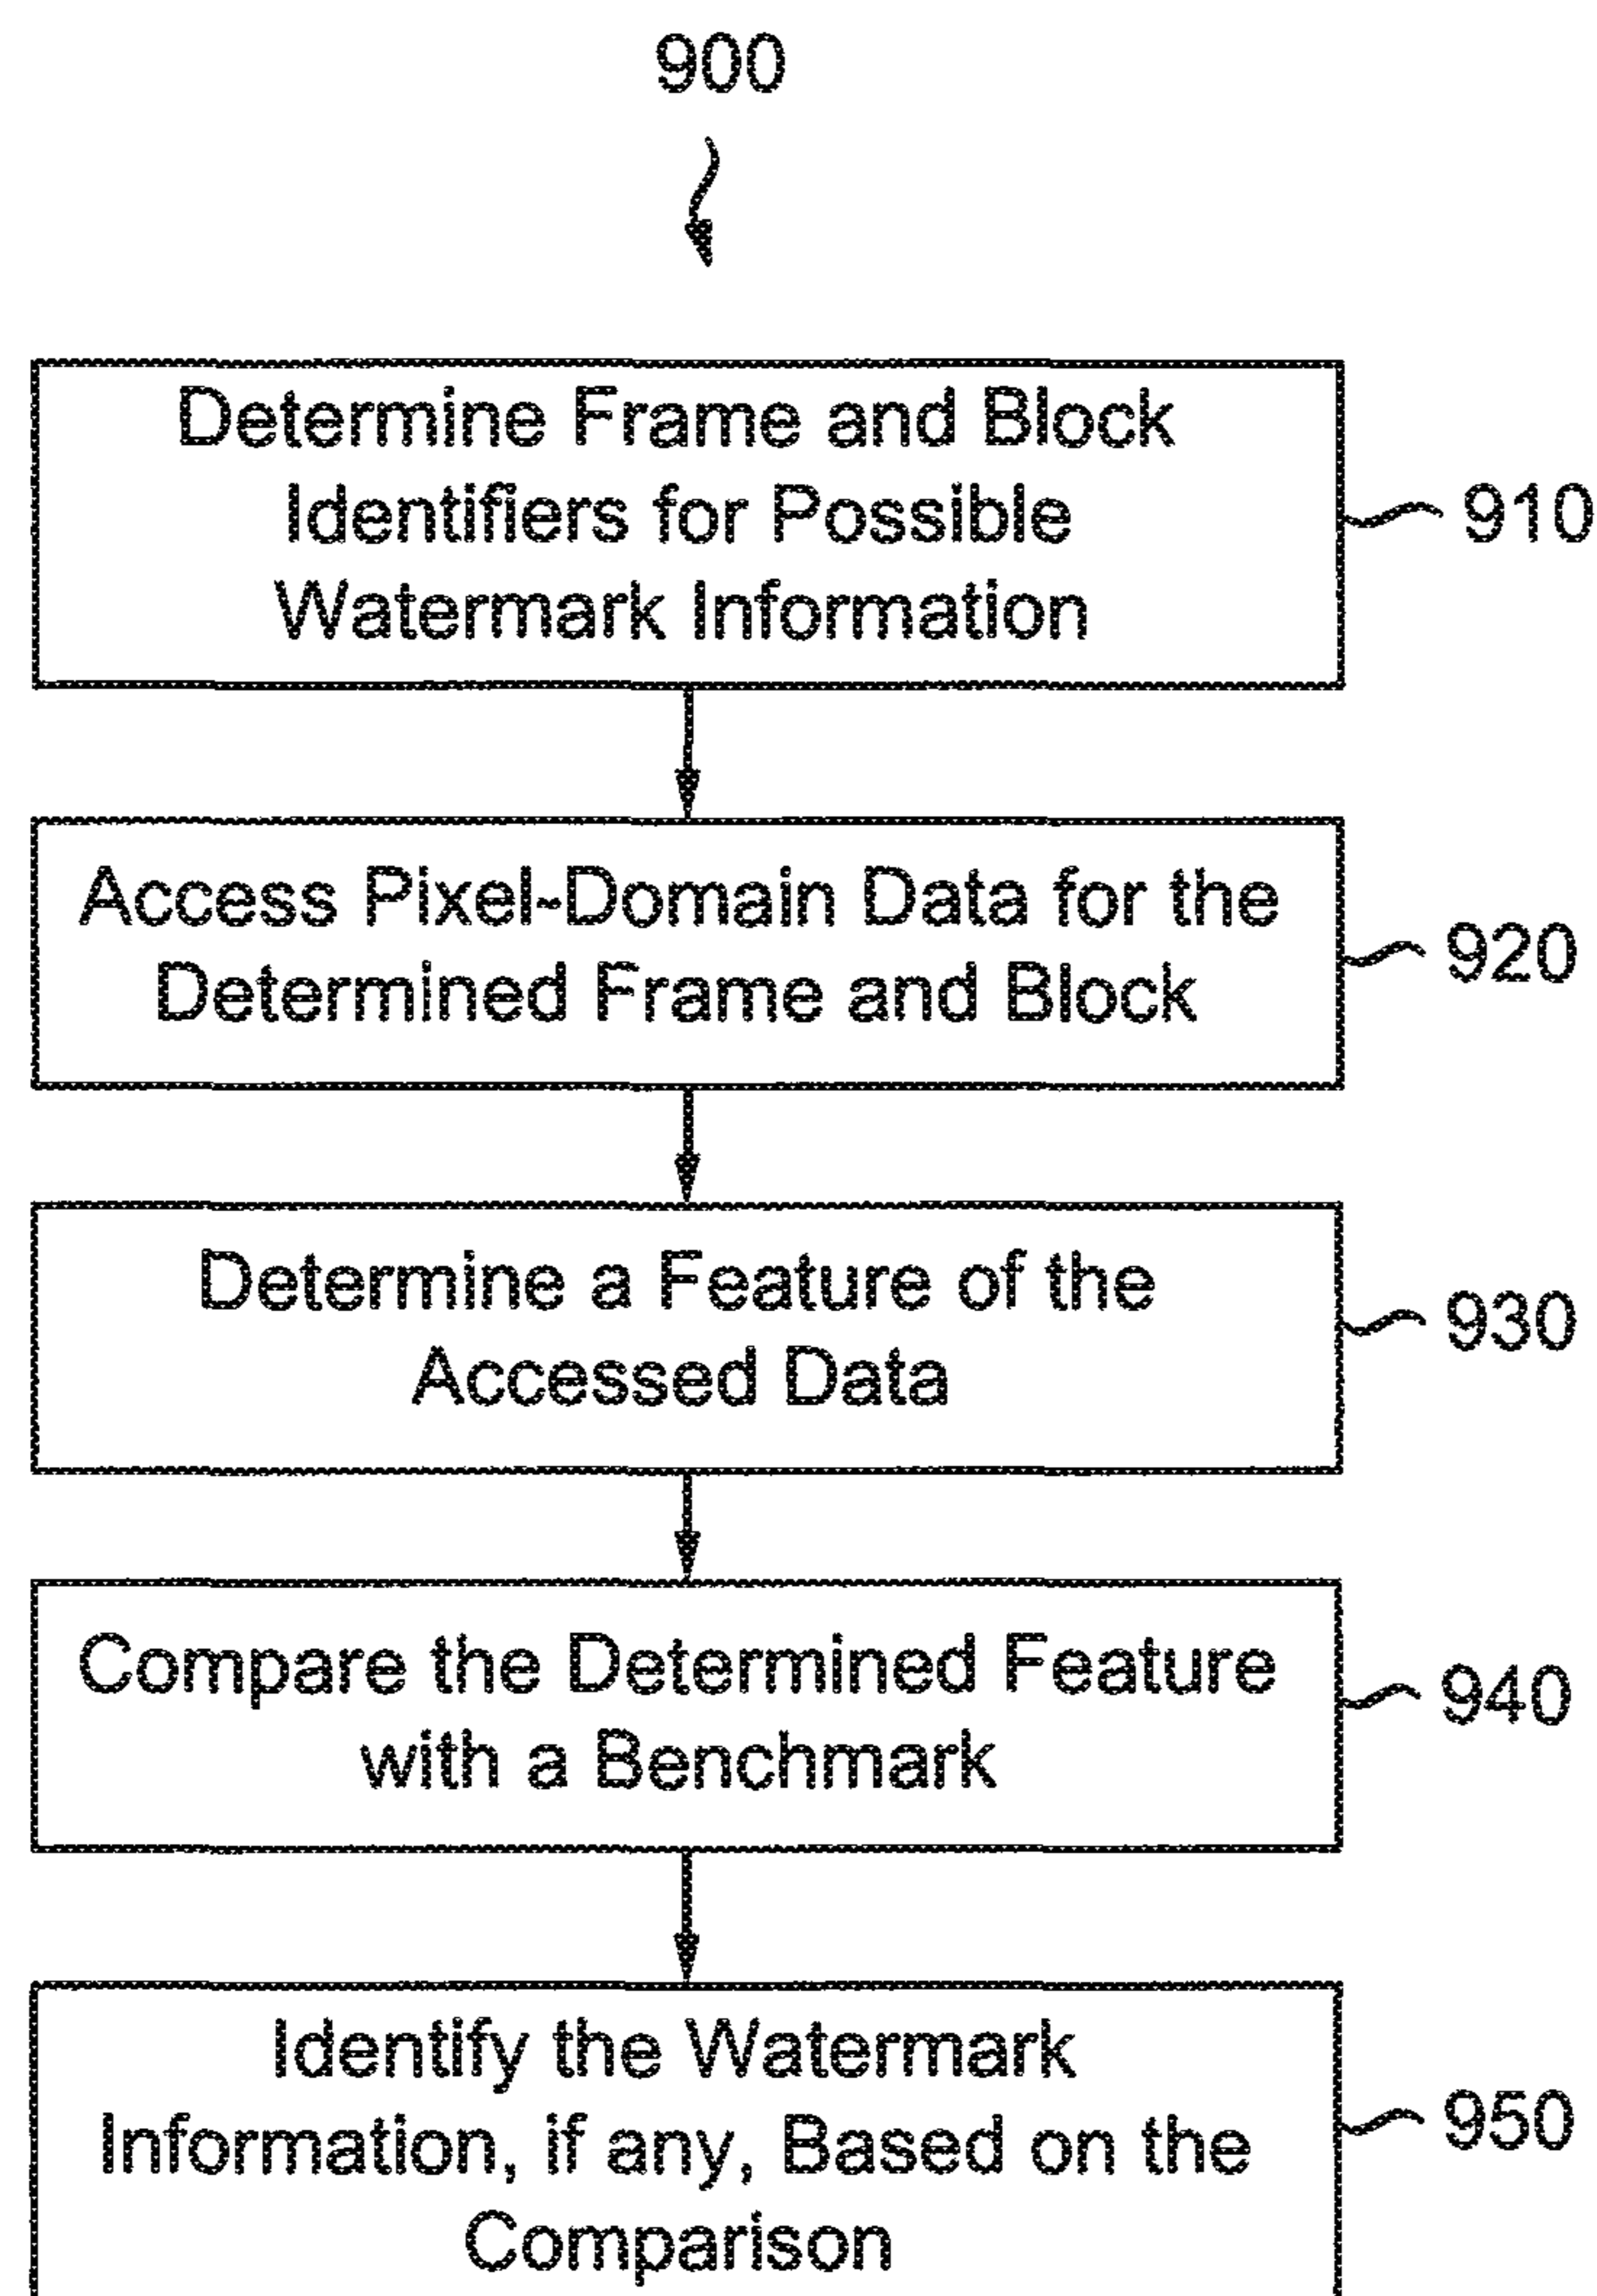 900
Determine Frame and Block
Identifiers for Possible
Watermark Information
910
Access Pixel-Domain Data for the
Determined Frame and Block
920
Determine a Feature of the
Accessed Data
930
Compare the Determined Feature
with a Benchmark
940
Identify the Watermark
Information, if any, Based on the
Comparison
950